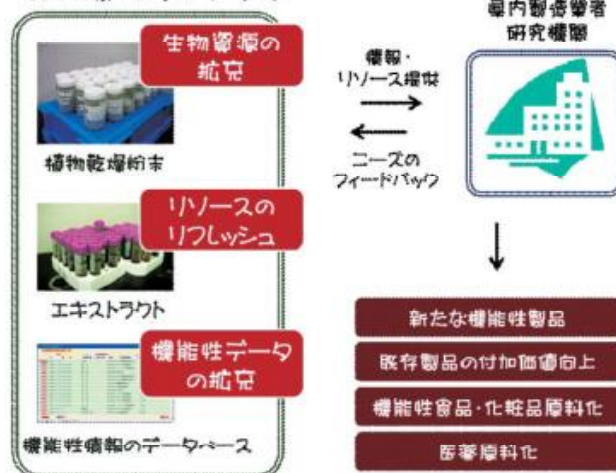 生物資源の
拡充
植物乾燥粉末
リソースの
リフレッシュ
エキストラクト
機能性データ
の拡充
機能性情報のデータベース
情報・
リソース提供
ニーズの
フィードバック
県内製造業者
研究機関
新たな機能性製品
既存製品の付加価値向上
機能性食品・化粧品原料化
医薬原料化